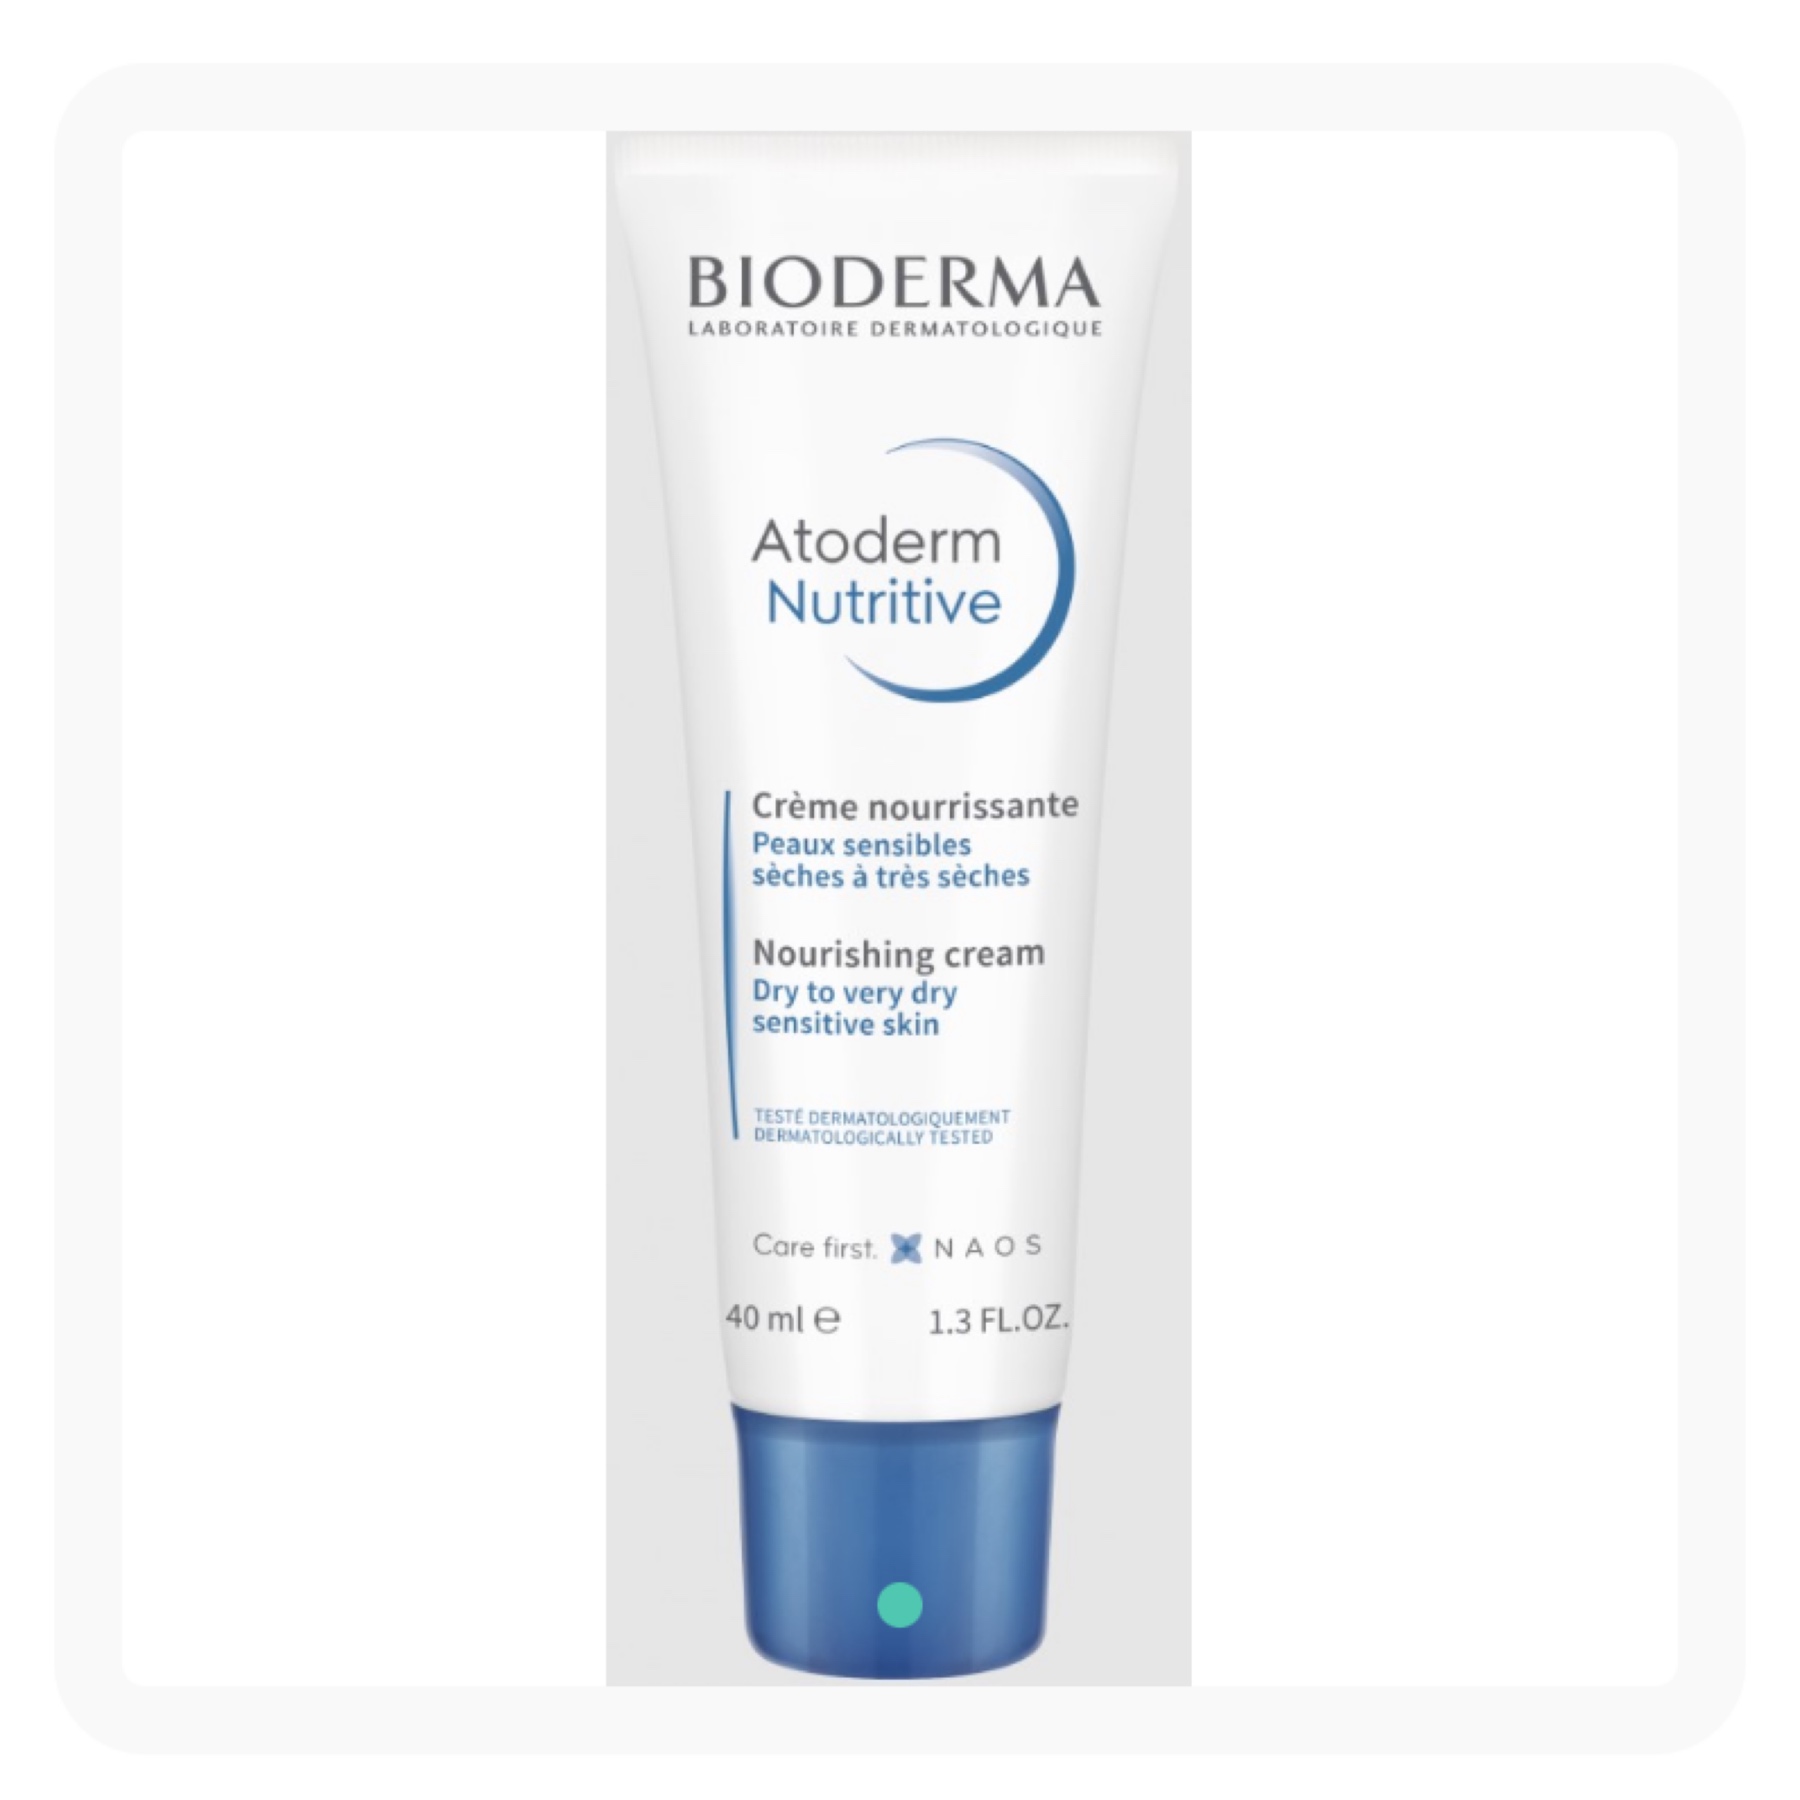 BIODERMA
LABORATOIRE DERMATOLOGIQUE
Atoderm
Nutritive
Crème nourrissante
Peaux sensibles
sèches à très sèches
Nourishing cream
Dry to very dry
sensitive skin
TESTÉ DERMATOLOGIQUEMENT
DERMATOLOGICALLY TESTED
Care first. NAOS
40 ml ℮ 1.3 FL.OZ.